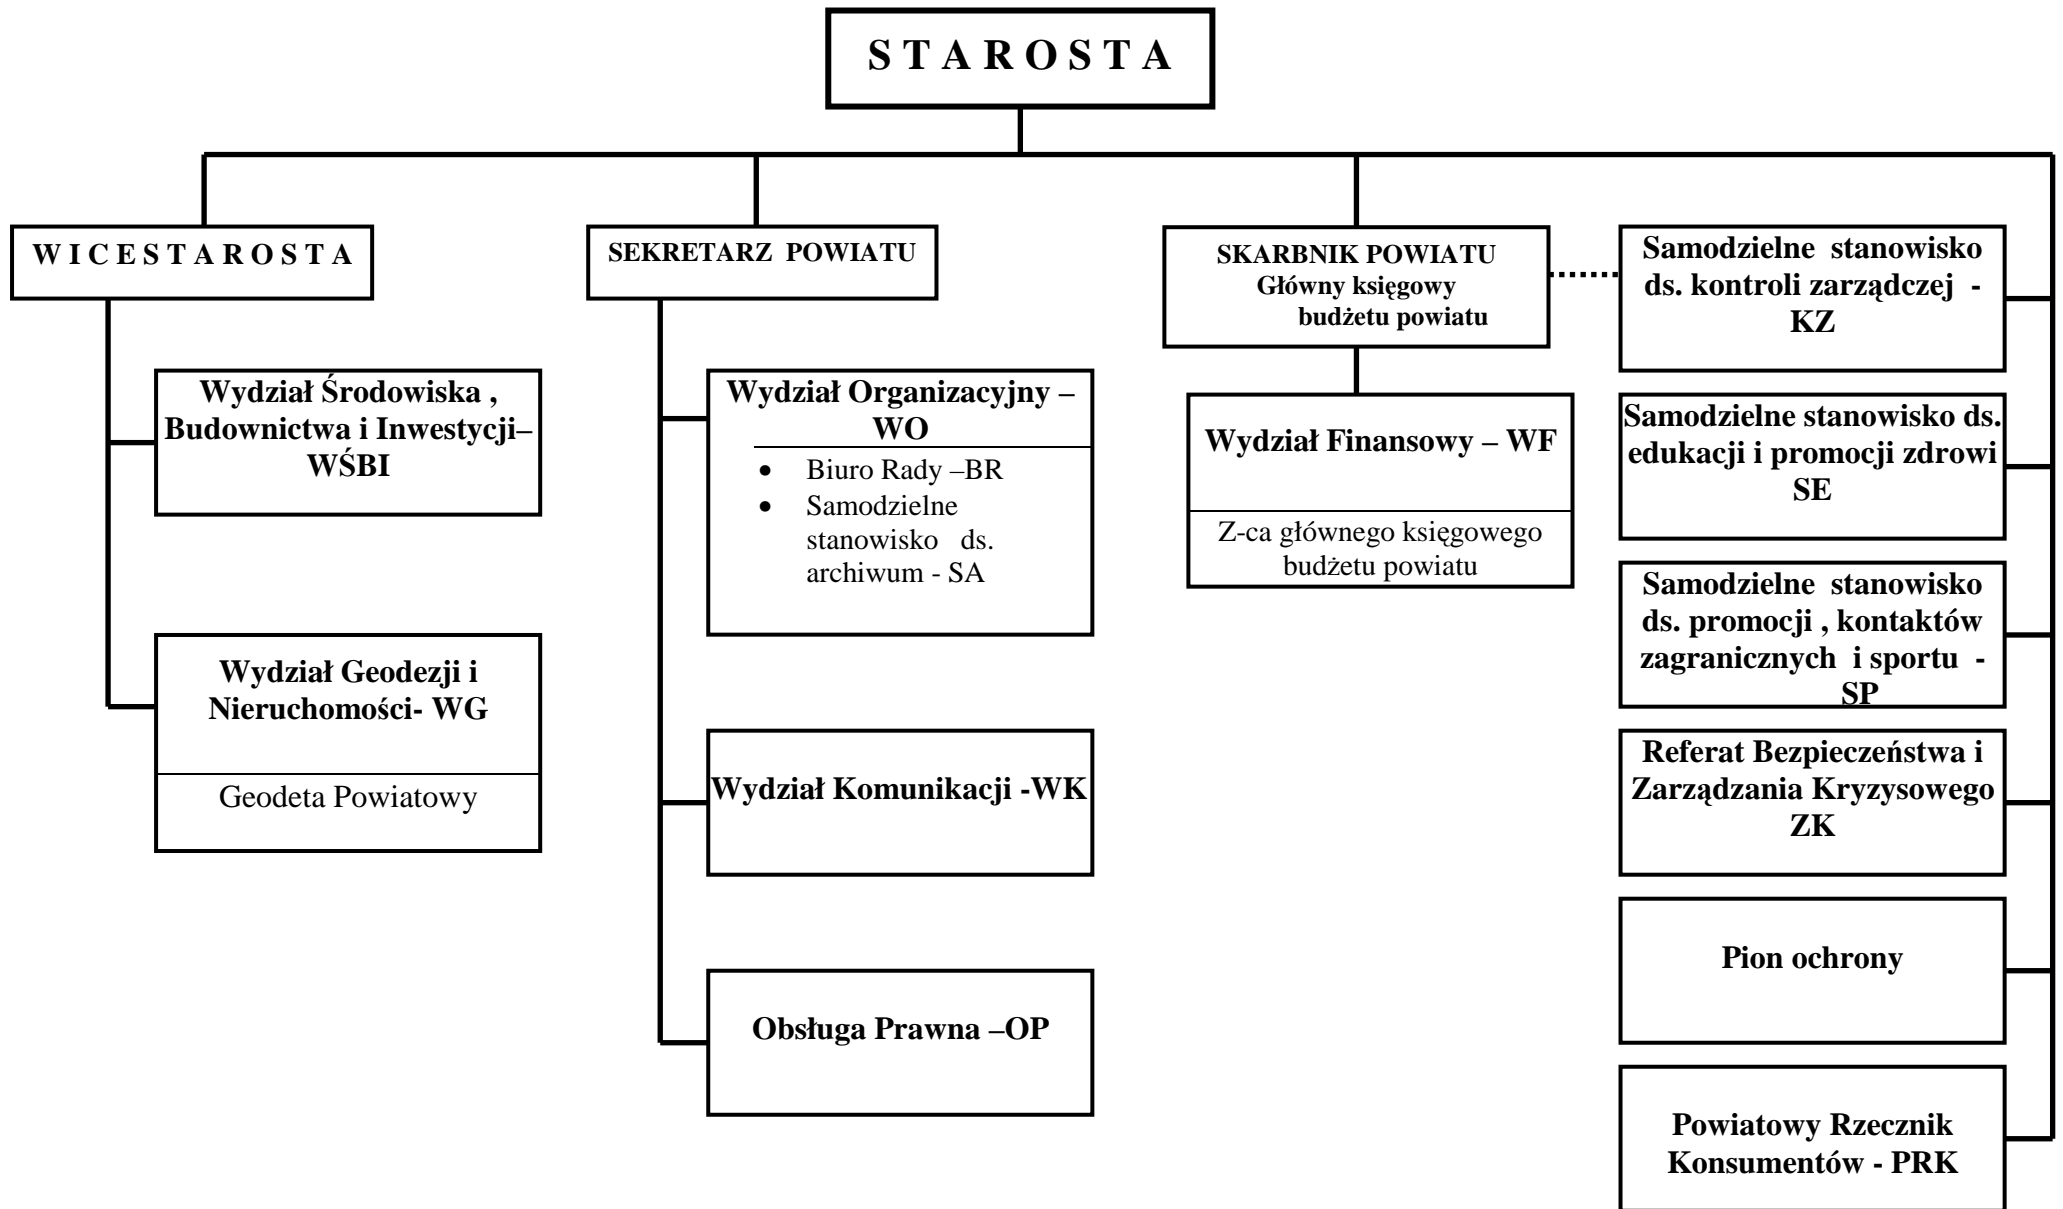 S T A R O S T A
W I C E S T A R O S T A
SEKRETARZ POWIATU
SKARBNIK POWIATU
Główny księgowy
budżetu powiatu
Samodzielne stanowisko
ds. kontroli zarządczej -
KZ
Wydział Środowiska ,
Budownictwa i Inwestycji–
WŚBI
Wydział Geodezji i
Nieruchomości- WG
Geodeta Powiatowy
Wydział Organizacyjny –
WO
• Biuro Rady –BR
• Samodzielne
stanowisko ds.
archiwum - SA
Wydział Komunikacji -WK
Obsługa Prawna –OP
Wydział Finansowy – WF
Z-ca głównego księgowego
budżetu powiatu
Samodzielne stanowisko ds.
edukacji i promocji zdrowi
SE
Samodzielne stanowisko
ds. promocji , kontaktów
zagranicznych i sportu -
SP
Referat Bezpieczeństwa i
Zarządzania Kryzysowego
ZK
Pion ochrony
Powiatowy Rzecznik
Konsumentów - PRK